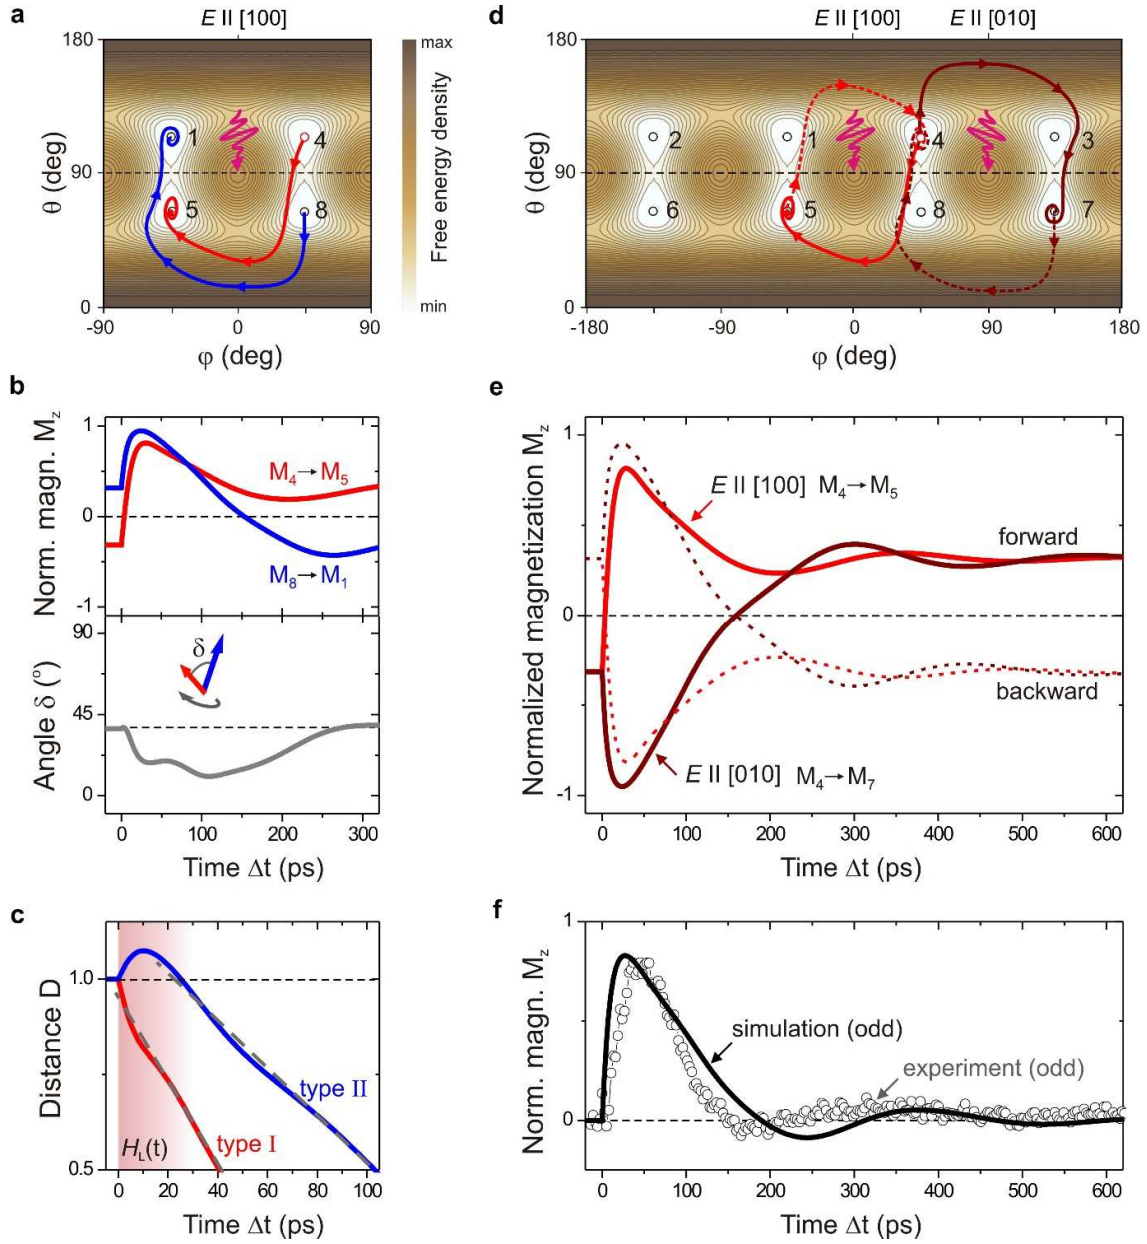 a
E II [100]
180
θ (deg)
90
0
1
4
5
8
-90
0
90
φ (deg)
max
Free energy density
min
d
E II [100]
E II [010]
180
θ (deg)
90
0
2
1
4
3
6
5
8
7
-180
-90
0
90
180
φ (deg)
b
Norm. magn. M_z
1
0
-1
M₄→M₅
M₈→M₁
Angle δ (°)
90
45
0
δ
0
100
200
300
Time Δt (ps)
c
Distance D
1.0
0.5
type II
type I
H_L(t)
0
20
40
60
80
100
Time Δt (ps)
e
Normalized magnetization M_z
1
0
-1
E II [100] M₄→M₅
forward
backward
E II [010] M₄→M₇
0
100
200
300
400
500
600
Time Δt (ps)
f
Norm. magn. M_z
1
0
simulation (odd)
experiment (odd)
0
100
200
300
400
500
600
Time Δt (ps)